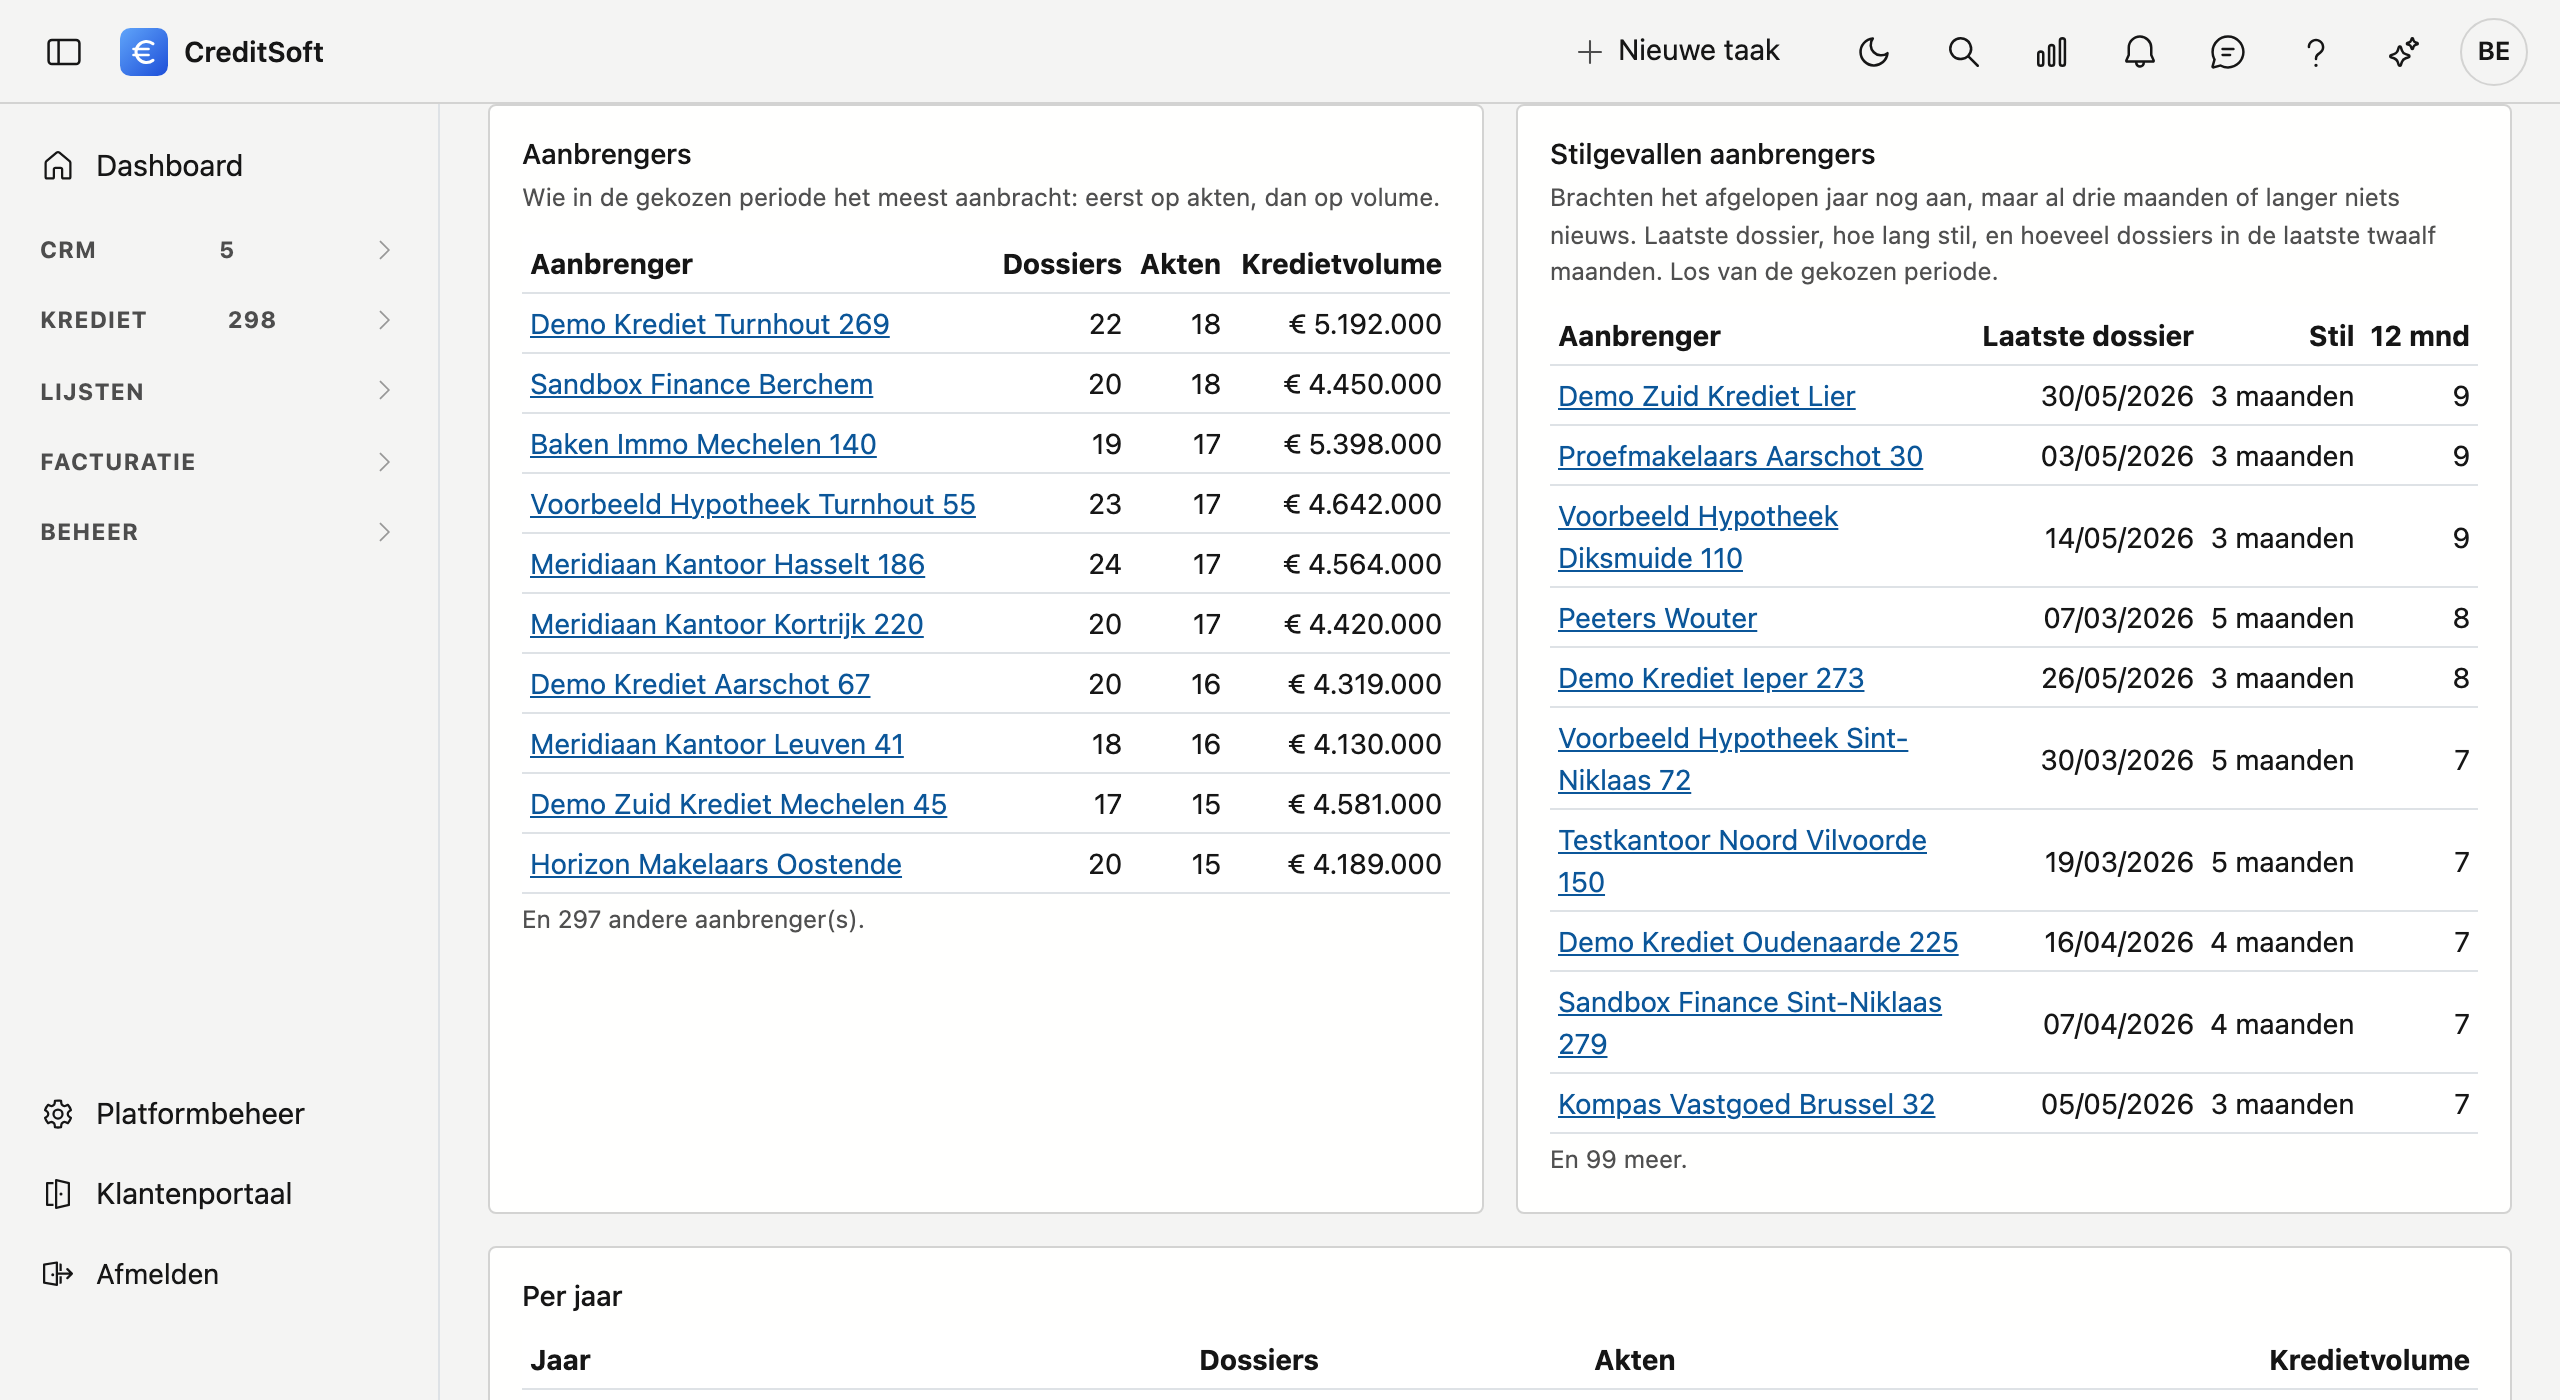 CreditSoft
Nieuwe taak
BE
Dashboard
CRM 5
KREDIET 298
LIJSTEN
FACTURATIE
BEHEER
Platformbeheer
Klantenportaal
Afmelden
Aanbrengers
Wie in de gekozen periode het meest aanbracht: eerst op akten, dan op volume.
Aanbrenger Dossiers Akten Kredietvolume
Demo Krediet Turnhout 269 22 18 € 5.192.000
Sandbox Finance Berchem 20 18 € 4.450.000
Baken Immo Mechelen 140 19 17 € 5.398.000
Voorbeeld Hypotheek Turnhout 55 23 17 € 4.642.000
Meridiaan Kantoor Hasselt 186 24 17 € 4.564.000
Meridiaan Kantoor Kortrijk 220 20 17 € 4.420.000
Demo Krediet Aarschot 67 20 16 € 4.319.000
Meridiaan Kantoor Leuven 41 18 16 € 4.130.000
Demo Zuid Krediet Mechelen 45 17 15 € 4.581.000
Horizon Makelaars Oostende 20 15 € 4.189.000
En 297 andere aanbrenger(s).
Stilgevallen aanbrengers
Brachten het afgelopen jaar nog aan, maar al drie maanden of langer niets
nieuws. Laatste dossier, hoe lang stil, en hoeveel dossiers in de laatste twaalf
maanden. Los van de gekozen periode.
Aanbrenger Laatste dossier Stil 12 mnd
Demo Zuid Krediet Lier 30/05/2026 3 maanden 9
Proefmakelaars Aarschot 30 03/05/2026 3 maanden 9
Voorbeeld Hypotheek
Diksmuide 110 14/05/2026 3 maanden 9
Peeters Wouter 07/03/2026 5 maanden 8
Demo Krediet Ieper 273 26/05/2026 3 maanden 8
Voorbeeld Hypotheek Sint-
Niklaas 72 30/03/2026 5 maanden 7
Testkantoor Noord Vilvoorde
150 19/03/2026 5 maanden 7
Demo Krediet Oudenaarde 225 16/04/2026 4 maanden 7
Sandbox Finance Sint-Niklaas
279 07/04/2026 4 maanden 7
Kompas Vastgoed Brussel 32 05/05/2026 3 maanden 7
En 99 meer.
Per jaar
Jaar Dossiers Akten Kredietvolume